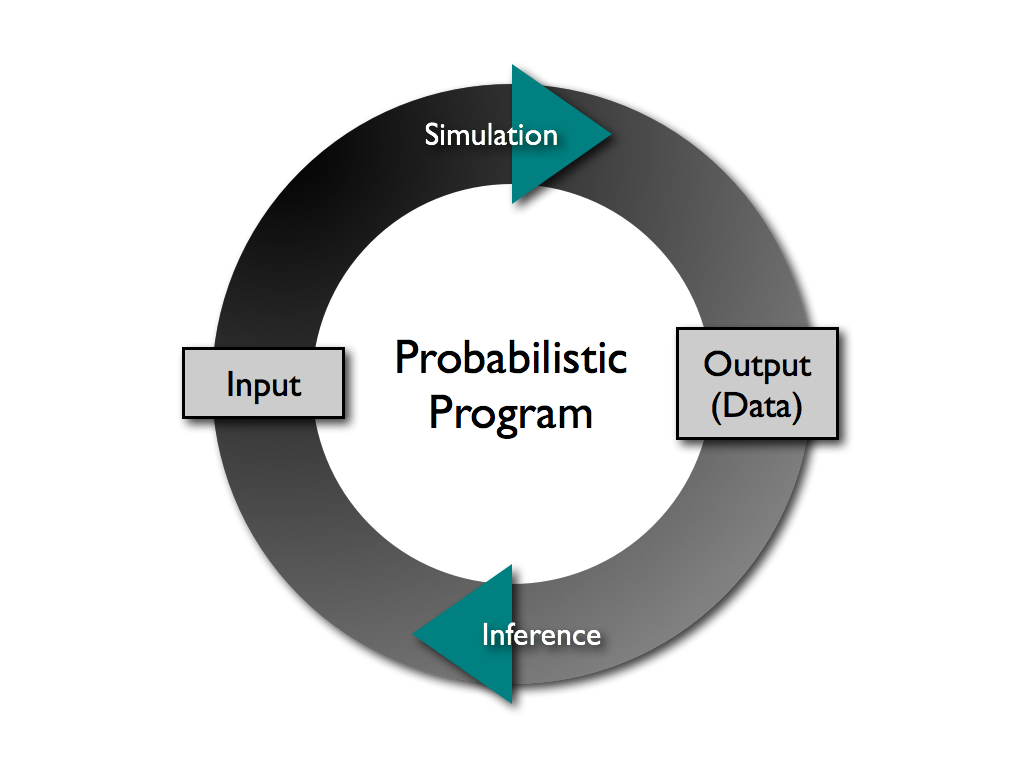 Simulation
Probabilistic
Program
Input
Output
(Data)
Inference